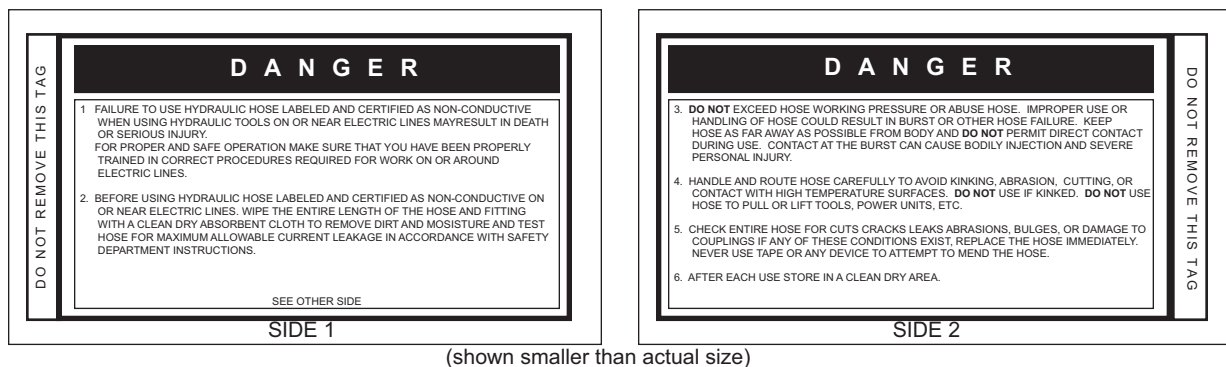 DO NOT REMOVE THIS TAG
D A N G E R
1 FAILURE TO USE HYDRAULIC HOSE LABELED AND CERTIFIED AS NON-CONDUCTIVE
WHEN USING HYDRAULIC TOOLS ON OR NEAR ELECTRIC LINES MAYRESULT IN DEATH
OR SERIOUS INJURY.
FOR PROPER AND SAFE OPERATION MAKE SURE THAT YOU HAVE BEEN PROPERLY
TRAINED IN CORRECT PROCEDURES REQUIRED FOR WORK ON OR AROUND
ELECTRIC LINES.
2. BEFORE USING HYDRAULIC HOSE LABELED AND CERTIFIED AS NON-CONDUCTIVE ON
OR NEAR ELECTRIC LINES. WIPE THE ENTIRE LENGTH OF THE HOSE AND FITTING
WITH A CLEAN DRY ABSORBENT CLOTH TO REMOVE DIRT AND MOSISTURE AND TEST
HOSE FOR MAXIMUM ALLOWABLE CURRENT LEAKAGE IN ACCORDANCE WITH SAFETY
DEPARTMENT INSTRUCTIONS.
SEE OTHER SIDE
SIDE 1
D A N G E R
3. DO NOT EXCEED HOSE WORKING PRESSURE OR ABUSE HOSE. IMPROPER USE OR
HANDLING OF HOSE COULD RESULT IN BURST OR OTHER HOSE FAILURE. KEEP
HOSE AS FAR AWAY AS POSSIBLE FROM BODY AND DO NOT PERMIT DIRECT CONTACT
DURING USE. CONTACT AT THE BURST CAN CAUSE BODILY INJECTION AND SEVERE
PERSONAL INJURY.
4. HANDLE AND ROUTE HOSE CAREFULLY TO AVOID KINKING, ABRASION, CUTTING, OR
CONTACT WITH HIGH TEMPERATURE SURFACES. DO NOT USE IF KINKED. DO NOT USE
HOSE TO PULL OR LIFT TOOLS, POWER UNITS, ETC.
5. CHECK ENTIRE HOSE FOR CUTS CRACKS LEAKS ABRASIONS, BULGES, OR DAMAGE TO
COUPLINGS IF ANY OF THESE CONDITIONS EXIST, REPLACE THE HOSE IMMEDIATELY.
NEVER USE TAPE OR ANY DEVICE TO ATTEMPT TO MEND THE HOSE.
6. AFTER EACH USE STORE IN A CLEAN DRY AREA.
DO NOT REMOVE THIS TAG
SIDE 2
(shown smaller than actual size)